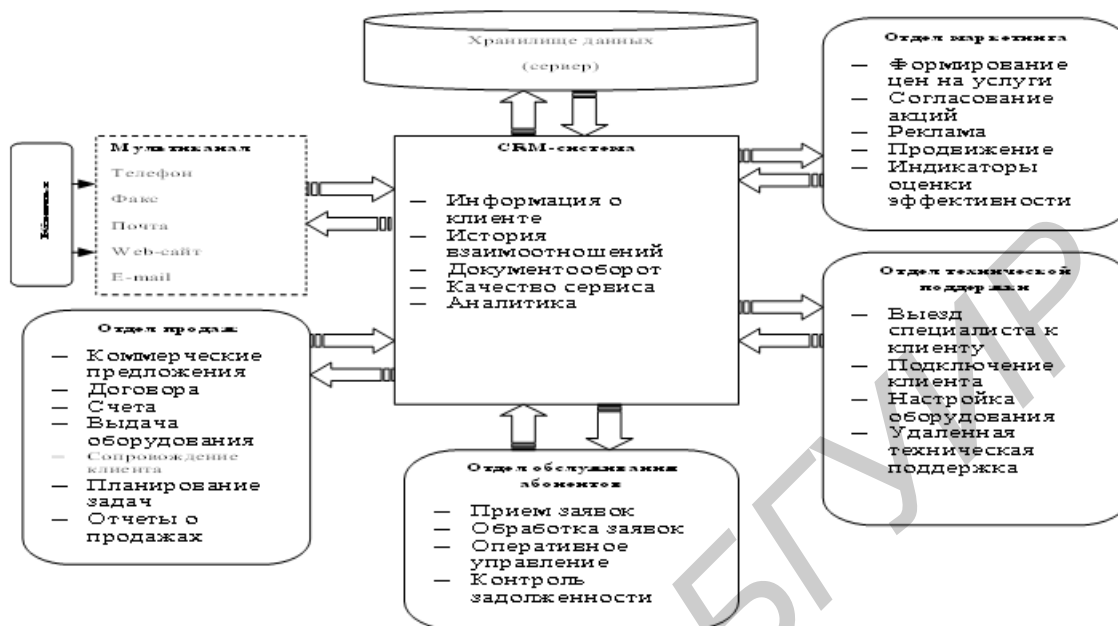 Хранилище данных
(сервер)
Отдел маркетинга
— Формирование
цен на услуги
— Согласование
акций
— Реклама
— Продвижение
— Индикаторы
оценки
эффективности
Мультиканал
Телефон
Факс
Почта
Web-сайт
E-mail
CRM-система
— Информация о
клиенте
— История
взаимоотношений
— Документооборот
— Качество сервиса
— Аналитика
Отдел технической
поддержки
— Выезд
специалиста к
клиенту
— Подключение
клиента
— Настройка
оборудования
— Удаленная
техническая
поддержка
Отдел продаж
— Коммерческие
предложения
— Договора
— Счета
— Выдача
оборудования
— Сопровождение
клиента
— Планирование
задач
— Отчеты о
продажах
Отдел обслуживания
абонентов
— Прием заявок
— Обработка заявок
— Оперативное
управление
— Контроль
задолженности